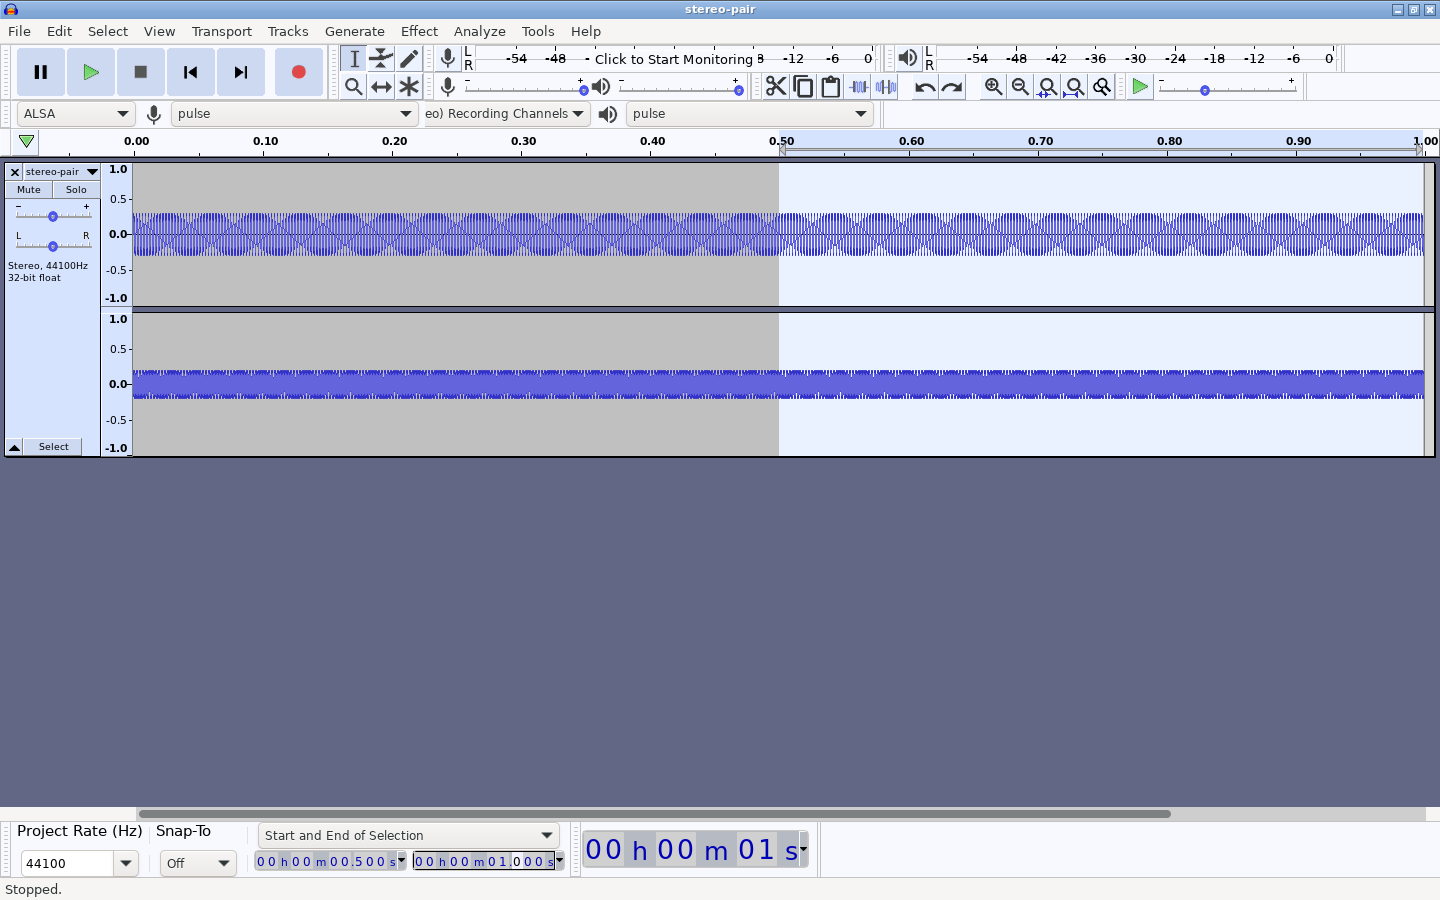 stereo-pair
File Edit Select View Transport Tracks Generate Effect Analyze Tools Help
L
R
-54 -48 - Click to Start Monitoring -12 -6 0
L
R
-54 -48 -42 -36 -30 -24 -18 -12 -6 0
ALSA pulse eo) Recording Channels pulse
0.00 0.10 0.20 0.30 0.40 0.50 0.60 0.70 0.80 0.90 1.00
stereo-pair
Mute Solo
- +
L R
Stereo, 44100Hz
32-bit float
Select
1.0
0.5
0.0
-0.5
-1.0
1.0
0.5
0.0
-0.5
-1.0
Project Rate (Hz) Snap-To Start and End of Selection
44100 Off 00 h 00 m 00.500 s 00 h 00 m 01.000 s
00 h 00 m 01 s
Stopped.